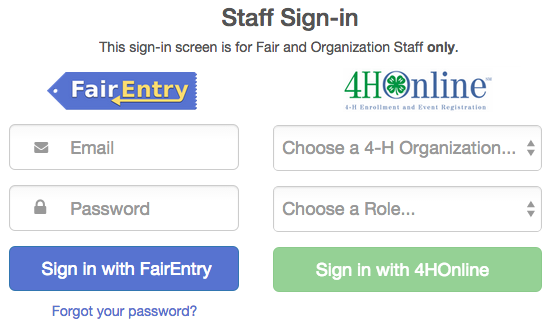 Staff Sign-in
This sign-in screen is for Fair and Organization Staff only.
FairEntry
Email
Password
Sign in with FairEntry
Forgot your password?
4HOnline
4-H Enrollment and Event Registration
Choose a 4-H Organization...
Choose a Role...
Sign in with 4HOnline